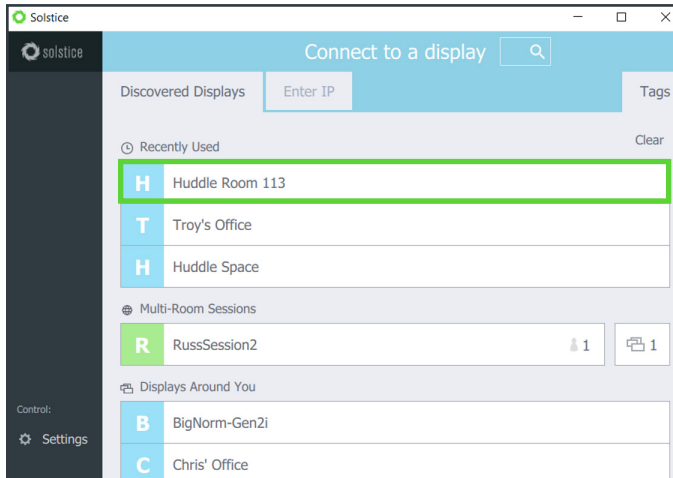 Solstice
solstice
Connect to a display
Discovered Displays
Enter IP
Tags
Recently Used
Clear
H Huddle Room 113
T Troy's Office
H Huddle Space
Multi-Room Sessions
R RussSession2 1 1
Displays Around You
B BigNorm-Gen2i
C Chris' Office
Control:
Settings